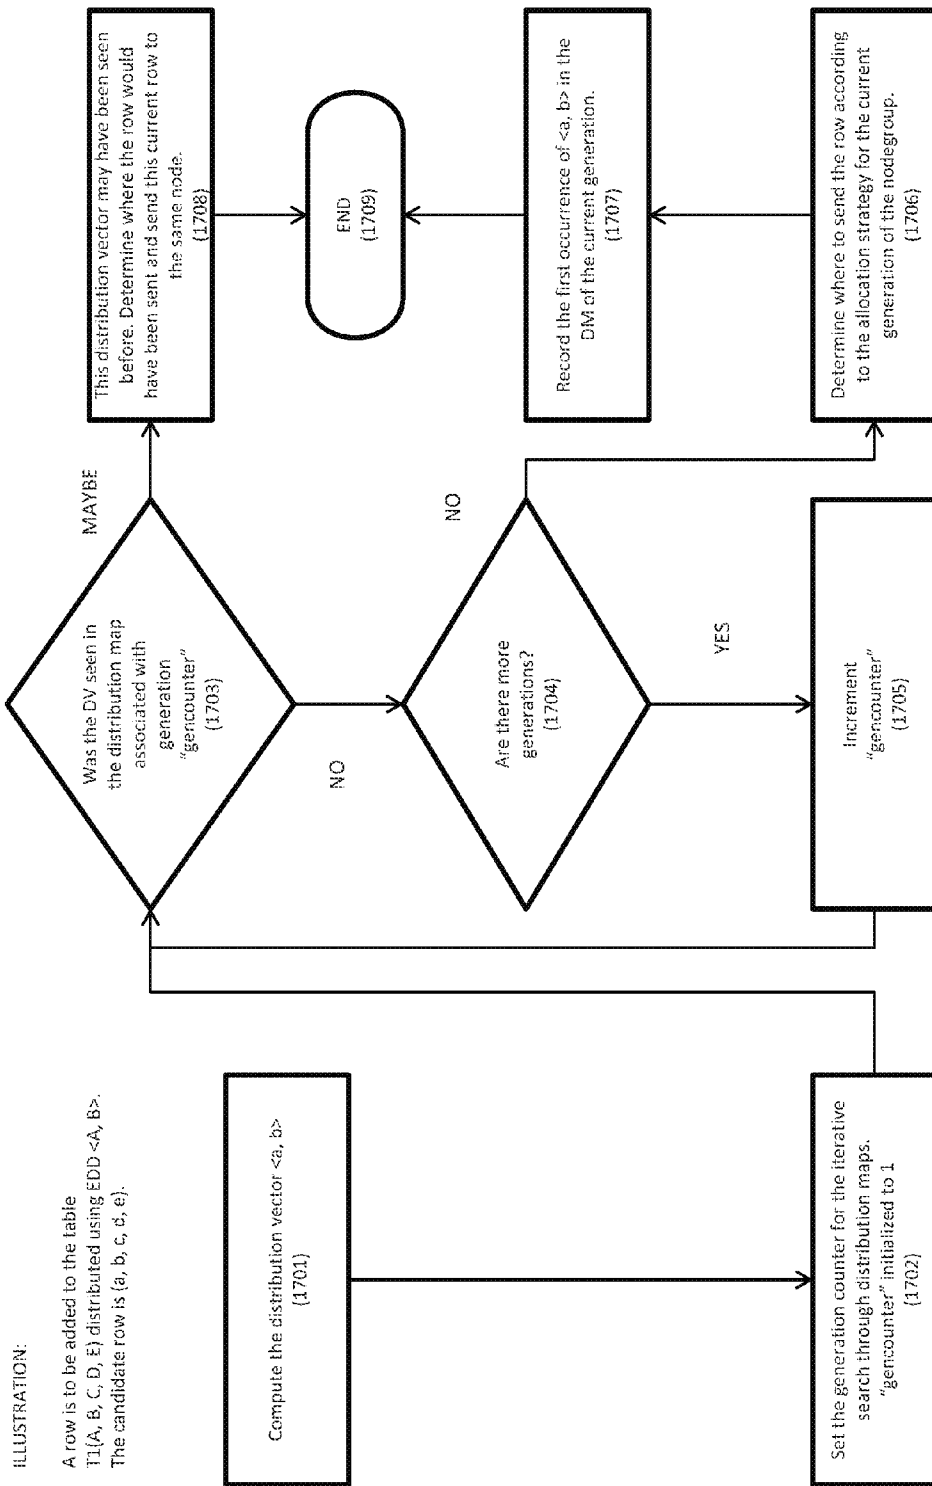 ILLUSTRATION:
A row is to be added to the table
T1(A, B, C, D, E) distributed using EDD <A, B>.
The candidate row is (a, b, c, d, e).
Compute the distribution vector <a, b>
(1701)
Set the generation counter for the iterative
search through distribution maps.
"gencounter" initialized to 1
(1702)
Was the DV seen in
the distribution map
associated with
generation
"gencounter"
(1703)
MAYBE
NO
Are there more
generations?
(1704)
NO
YES
Increment
"gencounter"
(1705)
This distribution vector may have been seen
before. Determine where the row would
have been sent and send this current row to
the same node.
(1708)
END
(1709)
Record the first occurrence of <a, b> in the
DM of the current generation.
(1707)
Determine where to send the row according
to the allocation strategy for the current
generation of the nodegroup.
(1706)